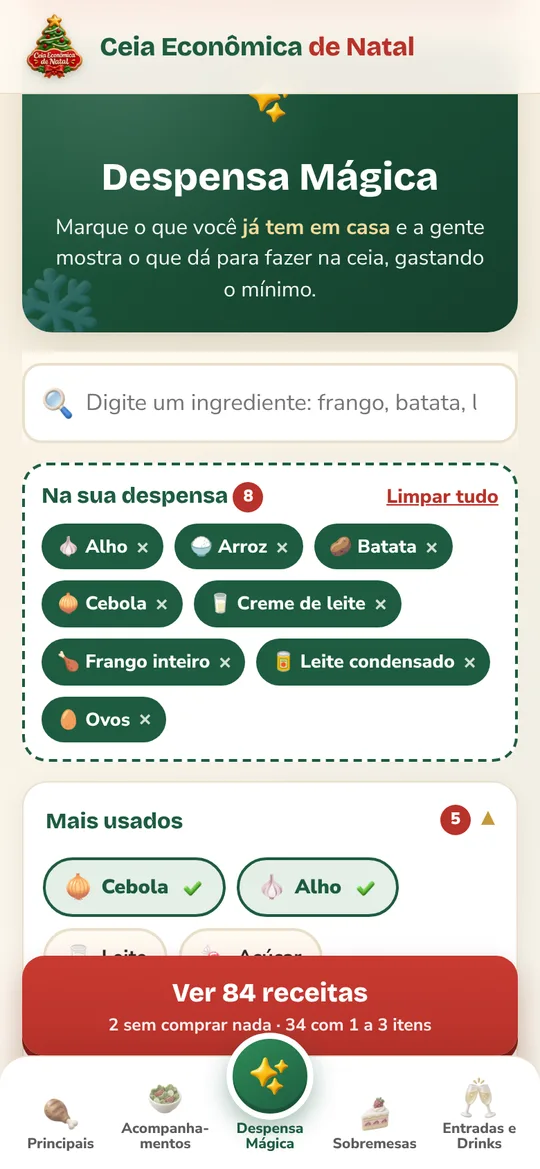 Ceia Econômica
de Natal
Ceia Econômica de Natal
Despensa Mágica
Marque o que você já tem em casa e a gente
mostra o que dá para fazer na ceia, gastando
o mínimo.
Digite um ingrediente: frango, batata, l
Na sua despensa 8 Limpar tudo
Alho × Arroz × Batata ×
Cebola × Creme de leite ×
Frango inteiro × Leite condensado ×
Ovos ×
Mais usados 5 ▲
Cebola Alho
Leite Açúcar
Ver 84 receitas
2 sem comprar nada · 34 com 1 a 3 itens
Principais
Acompanha-
mentos
Despensa
Mágica
Sobremesas
Entradas e
Drinks